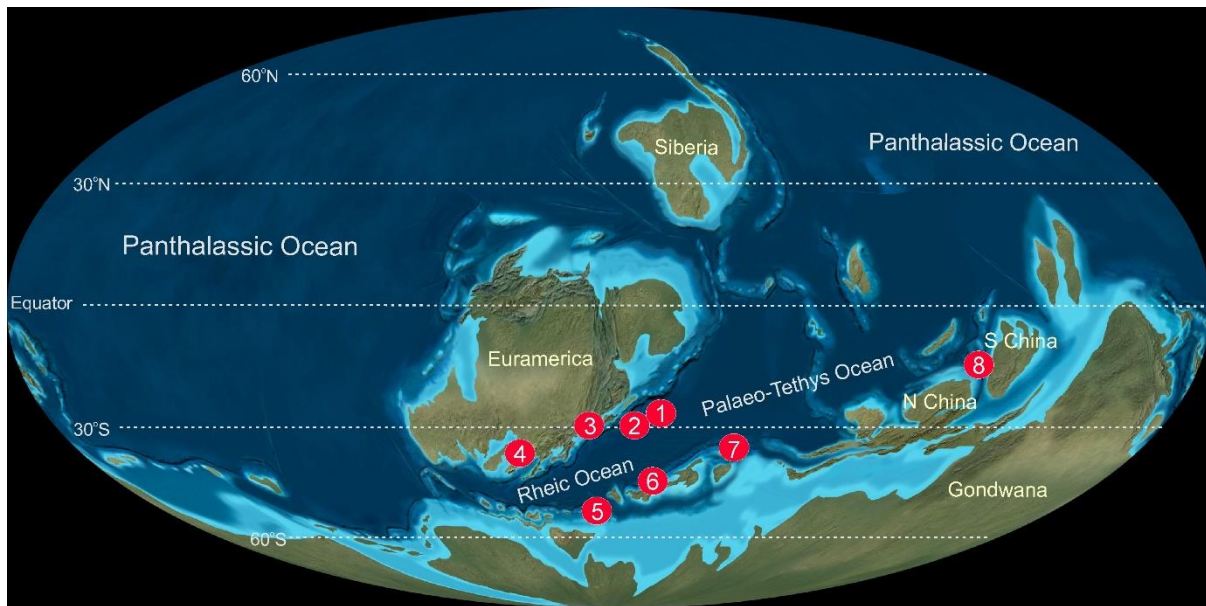 60°N
Siberia
Panthalassic Ocean
30°N
Panthalassic Ocean
Equator
S China
Euramerica
8
Palaeo-Tethys Ocean
N China
1
30°S
3
2
4
7
Rheic Ocean
6
Gondwana
5
60°S